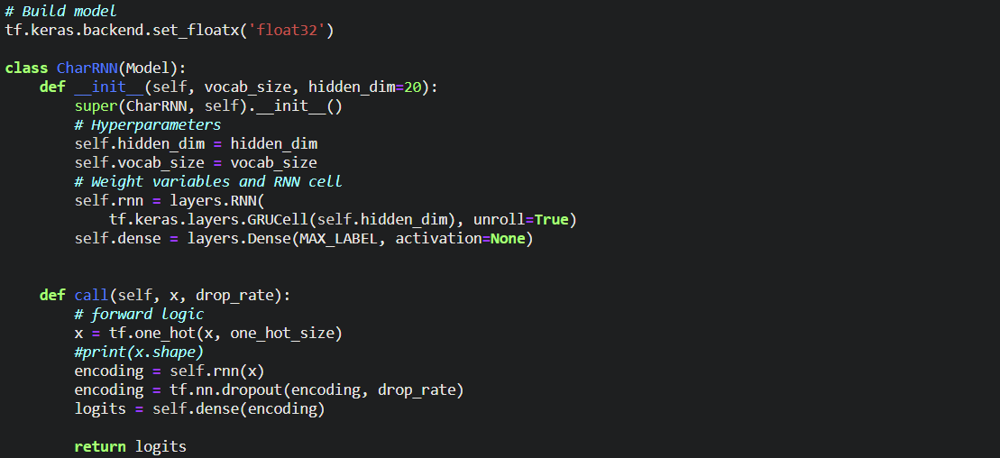 # Build model
tf.keras.backend.set_floatx('float32')
class CharRNN(Model):
    def __init__(self, vocab_size, hidden_dim=20):
        super(CharRNN, self).__init__()
        # Hyperparameters
        self.hidden_dim = hidden_dim
        self.vocab_size = vocab_size
        # Weight variables and RNN cell
        self.rnn = layers.RNN(
            tf.keras.layers.GRUCell(self.hidden_dim), unroll=True)
        self.dense = layers.Dense(MAX_LABEL, activation=None)
    def call(self, x, drop_rate):
        # forward logic
        x = tf.one_hot(x, one_hot_size)
        #print(x.shape)
        encoding = self.rnn(x)
        encoding = tf.nn.dropout(encoding, drop_rate)
        logits = self.dense(encoding)
        return logits